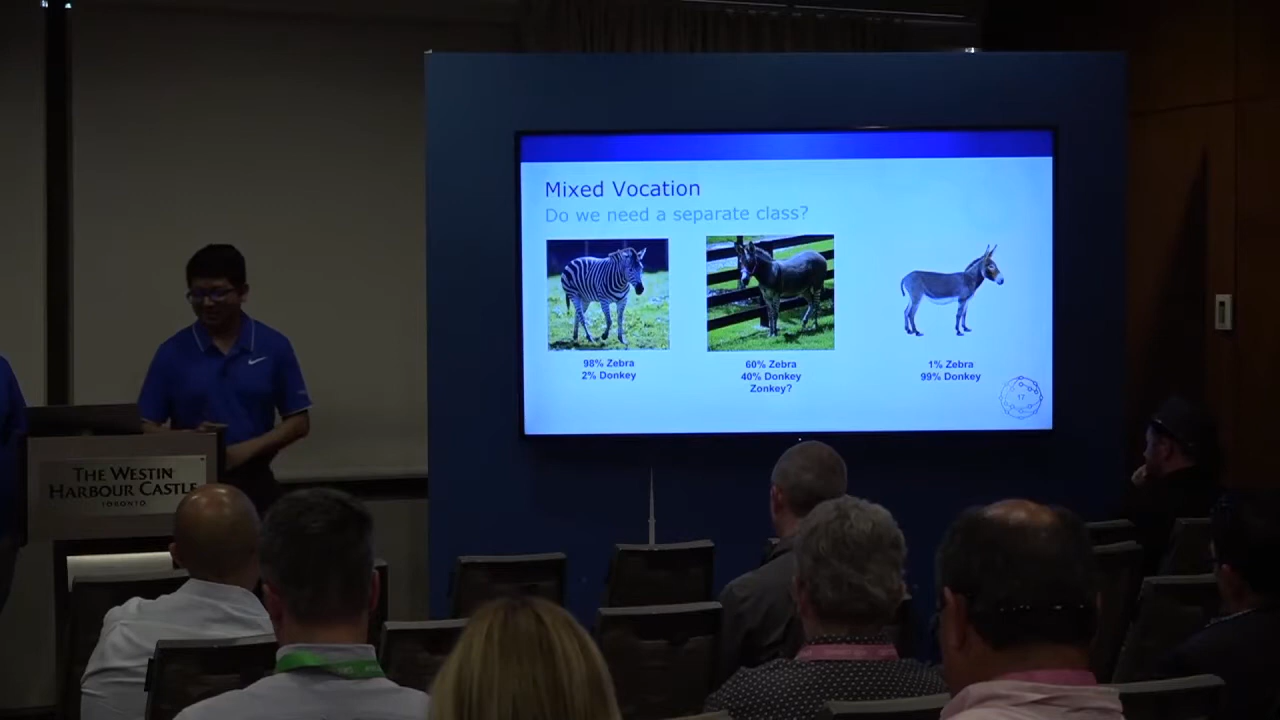 Mixed Vocation
Do we need a separate class?
98% Zebra
2% Donkey
60% Zebra
40% Donkey
Zonkey?
1% Zebra
99% Donkey
17
THE WESTIN
HARBOUR CASTLE
TORONTO